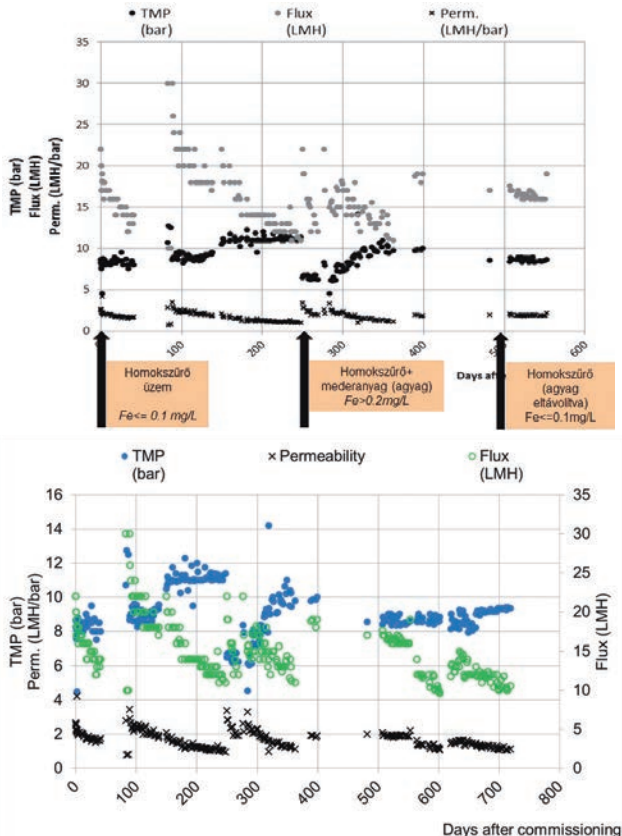 TMP (bar) Flux (LMH) Perm. (LMH/bar)
TMP (bar)
Flux (LMH)
Perm. (LMH/bar)
35
30
25
20
15
10
5
0
100 200 300 400 500 600
Days afte
Homokszűrő
üzem
Fe<= 0.1 mg/L
Homokszűrő+
mederanyag (agyag)
Fe>0.2mg/L
Homokszűrő
(agyag
eltávolítva)
Fe<=0.1mg/L
TMP (bar) Permeability Flux (LMH)
TMP (bar)
Perm. (LMH/bar)
16
14
12
10
8
6
4
2
0
Flux (LMH)
35
30
25
20
15
10
5
0
0 100 200 300 400 500 600 700 800
Days after commissioning